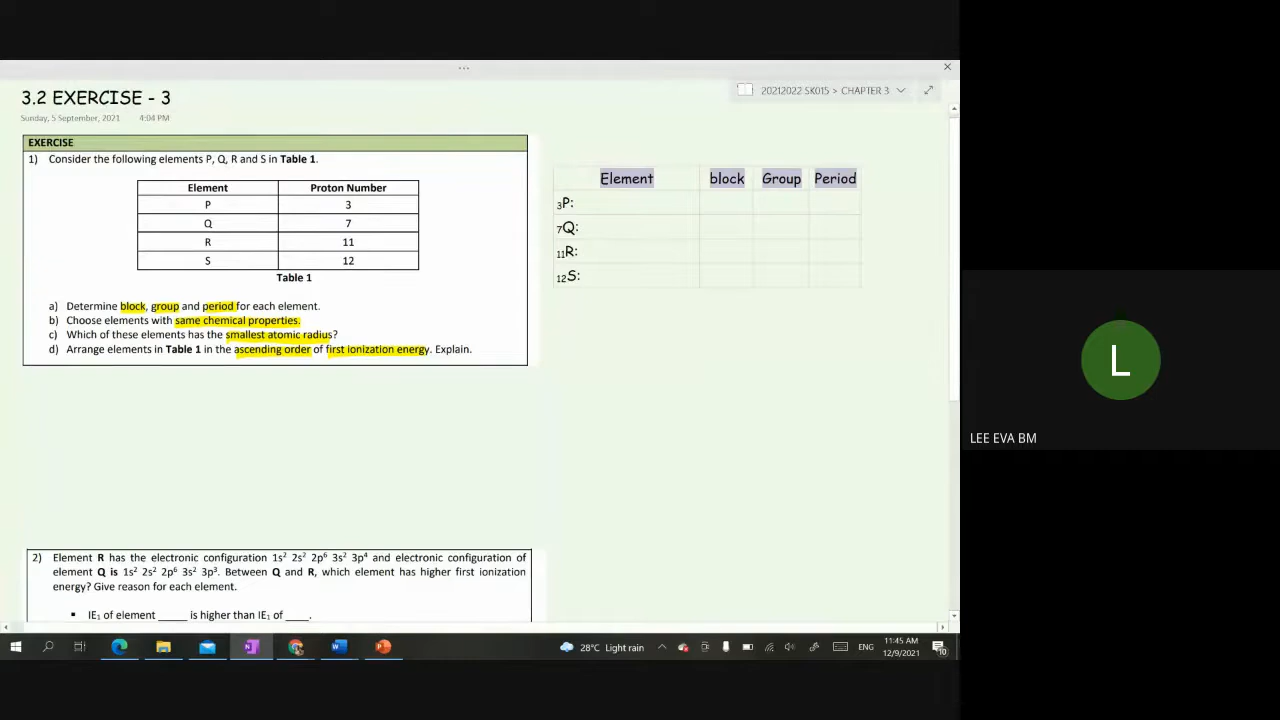 3.2 EXERCISE - 3
Sunday, 5 September, 2021 4:04 PM
20212022 SK015 > CHAPTER 3
EXERCISE
1) Consider the following elements P, Q, R and S in Table 1.
Element Proton Number
P 3
Q 7
R 11
S 12
Table 1
a) Determine block, group and period for each element.
b) Choose elements with same chemical properties.
c) Which of these elements has the smallest atomic radius?
d) Arrange elements in Table 1 in the ascending order of first ionization energy. Explain.
Element block Group Period
₃P:
₇Q:
₁₁R:
₁₂S:
2) Element R has the electronic configuration 1s² 2s² 2p⁶ 3s² 3p⁴ and electronic configuration of
element Q is 1s² 2s² 2p⁶ 3s² 3p³. Between Q and R, which element has higher first ionization
energy? Give reason for each element.
▪ IE₁ of element _____ is higher than IE₁ of ____.
L
LEE EVA BM
28°C Light rain
ENG
11:45 AM
12/9/2021
10